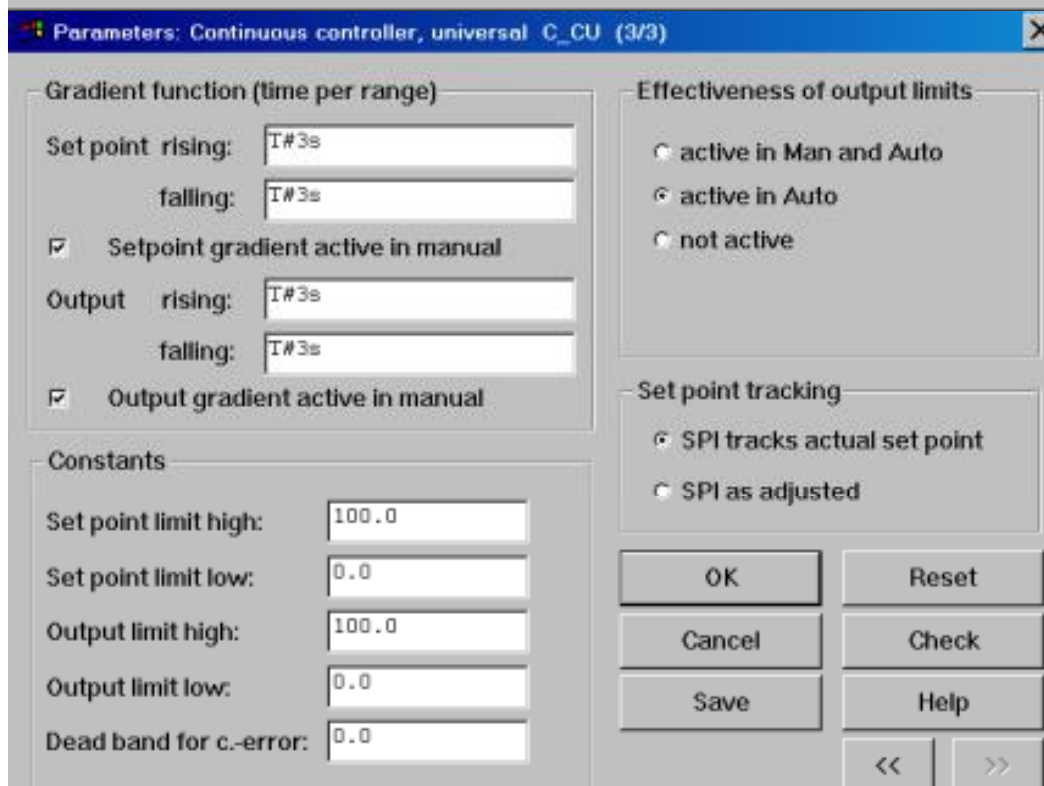 Parameters: Continuous controller, universal C_CU (3/3)
Gradient function (time per range)
Set point rising: T#3s
falling: T#3s
Setpoint gradient active in manual
Output rising: T#3s
falling: T#3s
Output gradient active in manual
Constants
Set point limit high: 100.0
Set point limit low: 0.0
Output limit high: 100.0
Output limit low: 0.0
Dead band for c.-error: 0.0
Effectiveness of output limits
active in Man and Auto
active in Auto
not active
Set point tracking
SPI tracks actual set point
SPI as adjusted
OK Reset
Cancel Check
Save Help
<< >>